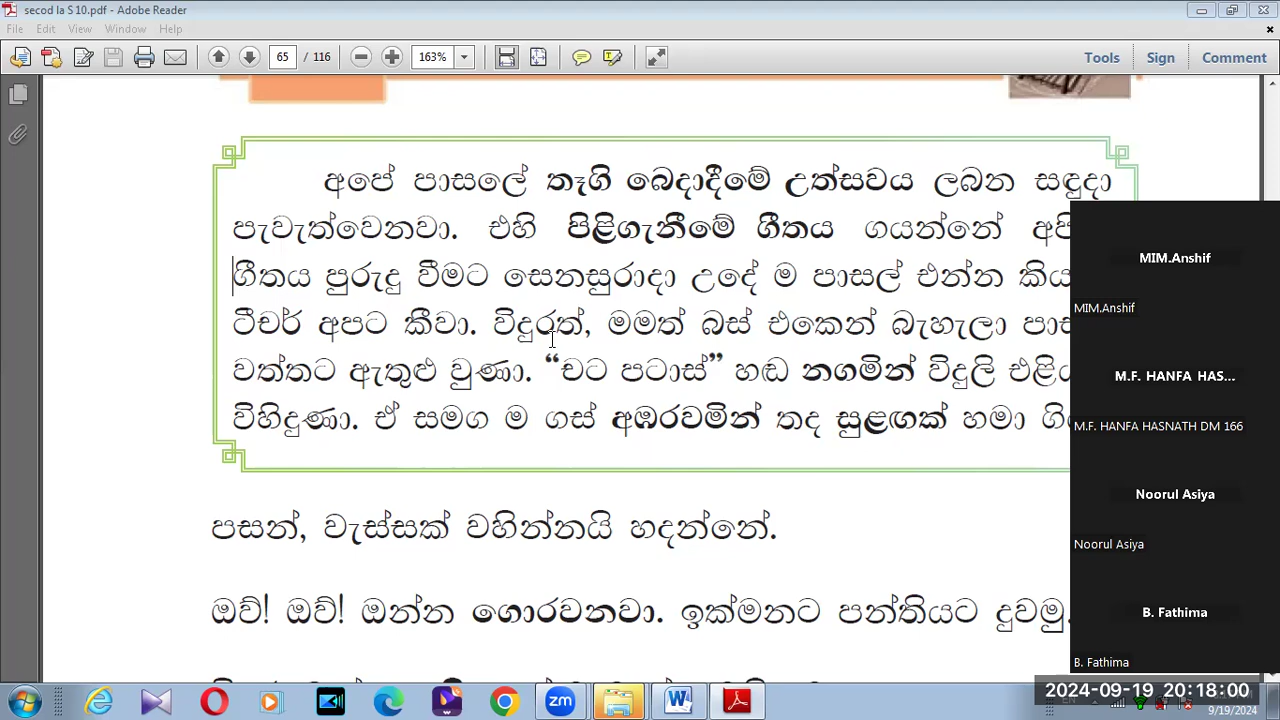 secod la S 10.pdf - Adobe Reader
File Edit View Window Help
65 / 116 163% Tools Sign Comment
අපේ පාසලේ තෑගි බෙදාදීමේ උත්සවය ලබන සඳුදා
පැවැත්වෙනවා. එහි පිළිගැනීමේ ගීතය ගයන්නේ අපි
ගීතය පුරුදු වීමට සෙනසුරාදා උදේ ම පාසල් එන්න කිය
ටීචර් අපට කීවා. විදුරත්, මමත් බස් එකෙන් බැහැලා පාස
වත්තට ඇතුළු වුණා. “චට පටාස්” හඬ නගමින් විදුලි එළිය
විහිදුණා. ඒ සමග ම ගස් අඹරවමින් තද සුළඟක් හමා ගි
පසන්, වැස්සක් වහින්නයි හදන්නේ.
ඔව්! ඔව්! ඔන්න ගොරවනවා. ඉක්මනට පන්තියට දුවමු.
MIM.Anshif
MIM.Anshif
M.F. HANFA HAS...
M.F. HANFA HASNATH DM 166
Noorul Asiya
Noorul Asiya
B. Fathima
B. Fathima
EN
2024-09-19 20:18:00
9/19/2024